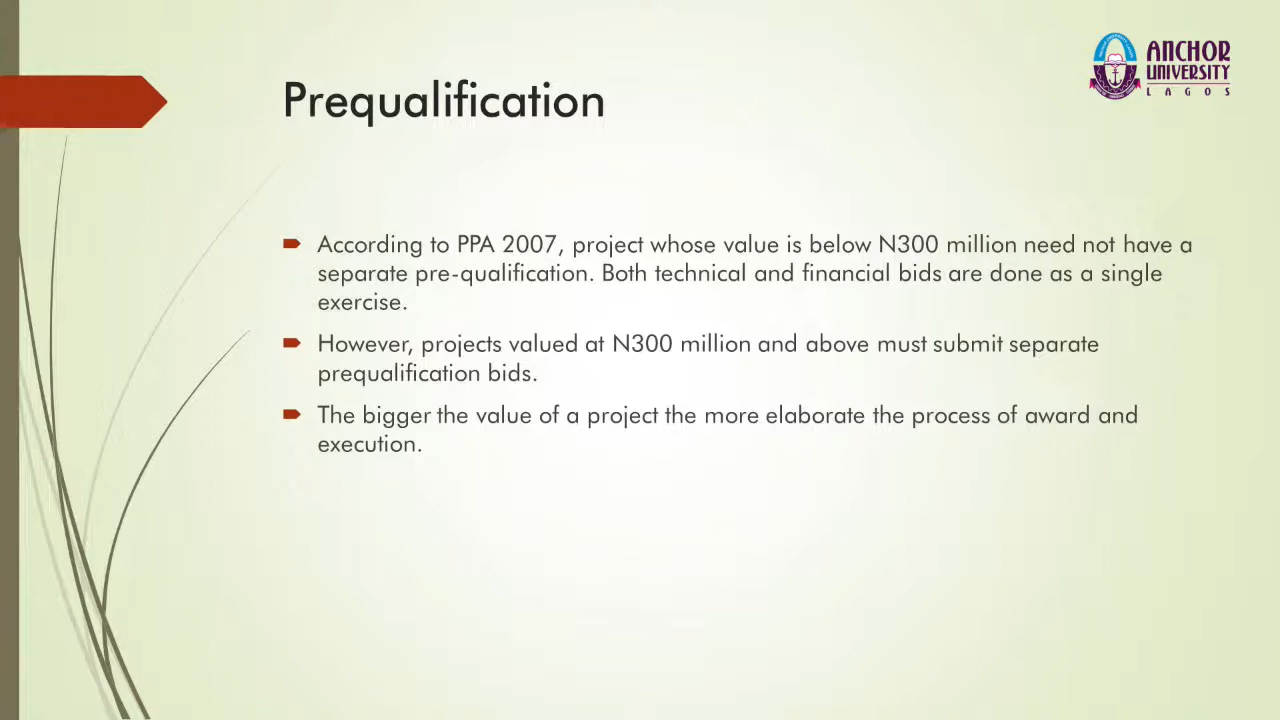 ANCHOR
UNIVERSITY
LAGOS
Prequalification
According to PPA 2007, project whose value is below N300 million need not have a
separate pre-qualification. Both technical and financial bids are done as a single
exercise.
However, projects valued at N300 million and above must submit separate
prequalification bids.
The bigger the value of a project the more elaborate the process of award and
execution.